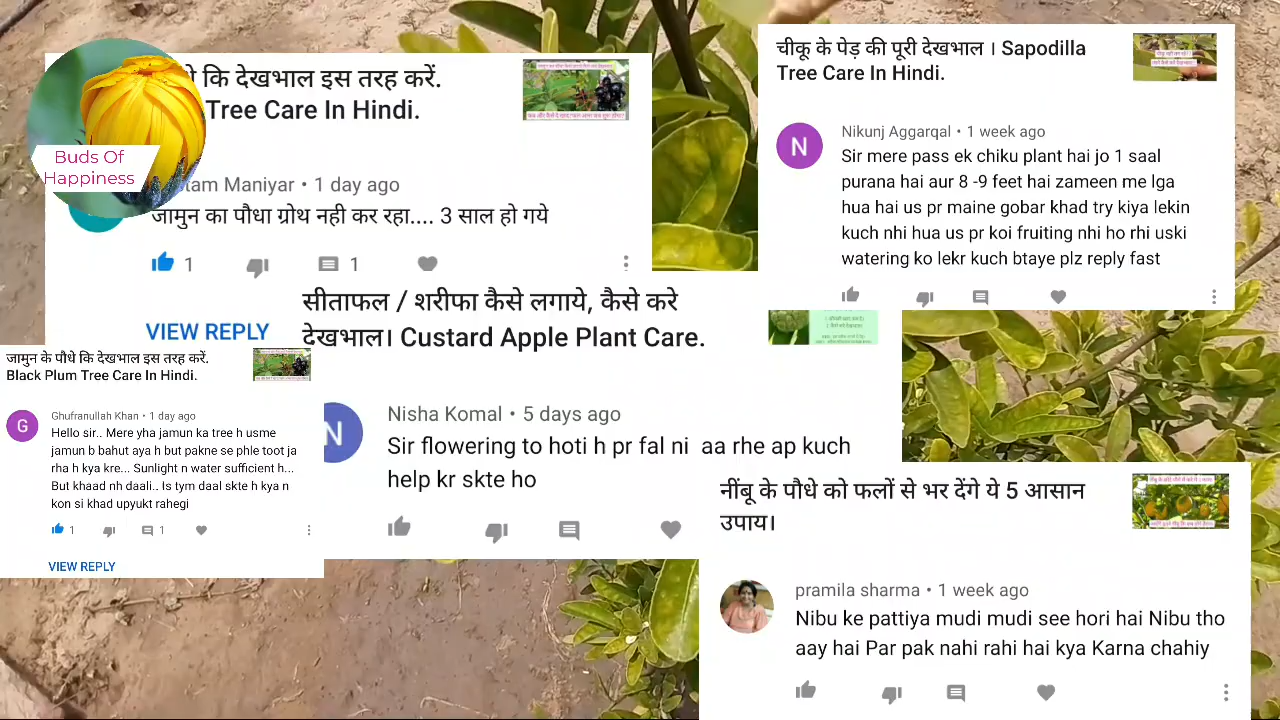 Buds Of
Happiness
कि देखभाल इस तरह करें.
Tree Care In Hindi.
tam Maniyar • 1 day ago
जामुन का पौधा ग्रोथ नही कर रहा.... 3 साल हो गये
1
1
VIEW REPLY
चीकू के पेड़ की पूरी देखभाल । Sapodilla
Tree Care In Hindi.
N
Nikunj Aggarqal • 1 week ago
Sir mere pass ek chiku plant hai jo 1 saal
purana hai aur 8 -9 feet hai zameen me lga
hua hai us pr maine gobar khad try kiya lekin
kuch nhi hua us pr koi fruiting nhi ho rhi uski
watering ko lekr kuch btaye plz reply fast
सीताफल / शरीफा कैसे लगाये, कैसे करे
देखभाल। Custard Apple Plant Care.
N
Nisha Komal • 5 days ago
Sir flowering to hoti h pr fal ni aa rhe ap kuch
help kr skte ho
जामुन के पौधे कि देखभाल इस तरह करें.
Black Plum Tree Care In Hindi.
G
Ghufranullah Khan • 1 day ago
Hello sir.. Mere yha jamun ka tree h usme
jamun b bahut aya h but pakne se phle toot ja
rha h kya kre... Sunlight n water sufficient h...
But khaad nh daali.. Is tym daal skte h kya n
kon si khad upyukt rahegi
1
1
VIEW REPLY
नींबू के पौधे को फलों से भर देंगे ये 5 आसान
उपाय।
pramila sharma • 1 week ago
Nibu ke pattiya mudi mudi see hori hai Nibu tho
aay hai Par pak nahi rahi hai kya Karna chahiy